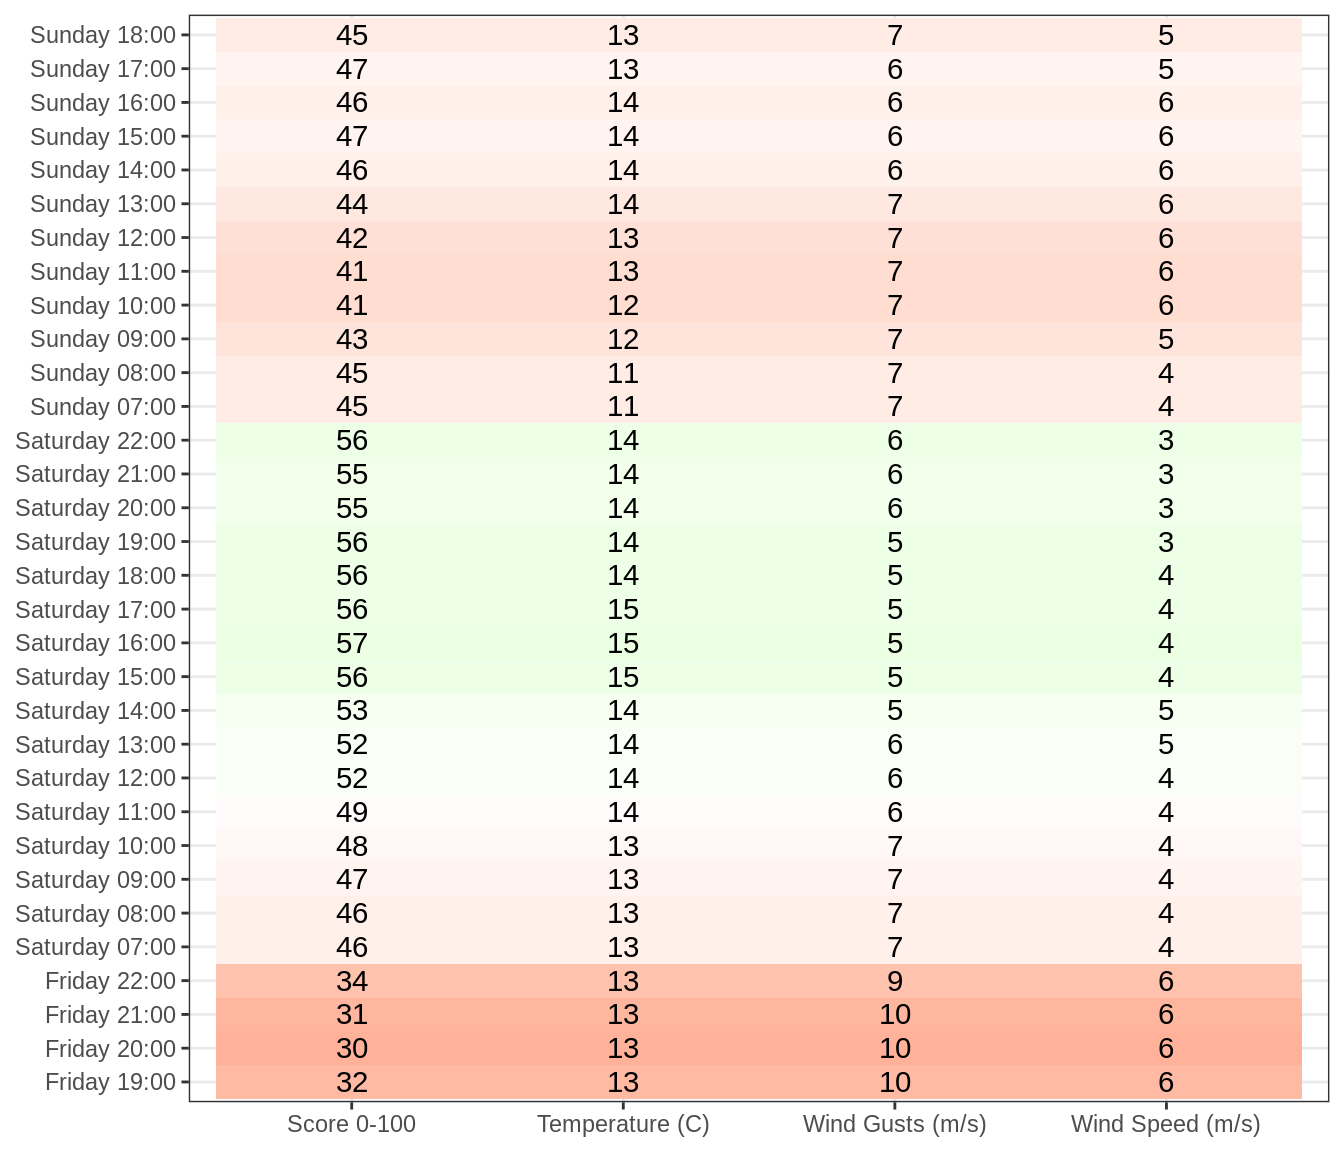 Sunday 18:00 45 13 7 5
Sunday 17:00 47 13 6 5
Sunday 16:00 46 14 6 6
Sunday 15:00 47 14 6 6
Sunday 14:00 46 14 6 6
Sunday 13:00 44 14 7 6
Sunday 12:00 42 13 7 6
Sunday 11:00 41 13 7 6
Sunday 10:00 41 12 7 6
Sunday 09:00 43 12 7 5
Sunday 08:00 45 11 7 4
Sunday 07:00 45 11 7 4
Saturday 22:00 56 14 6 3
Saturday 21:00 55 14 6 3
Saturday 20:00 55 14 6 3
Saturday 19:00 56 14 5 3
Saturday 18:00 56 14 5 4
Saturday 17:00 56 15 5 4
Saturday 16:00 57 15 5 4
Saturday 15:00 56 15 5 4
Saturday 14:00 53 14 5 5
Saturday 13:00 52 14 6 5
Saturday 12:00 52 14 6 4
Saturday 11:00 49 14 6 4
Saturday 10:00 48 13 7 4
Saturday 09:00 47 13 7 4
Saturday 08:00 46 13 7 4
Saturday 07:00 46 13 7 4
Friday 22:00 34 13 9 6
Friday 21:00 31 13 10 6
Friday 20:00 30 13 10 6
Friday 19:00 32 13 10 6
Score 0-100 Temperature (C) Wind Gusts (m/s) Wind Speed (m/s)